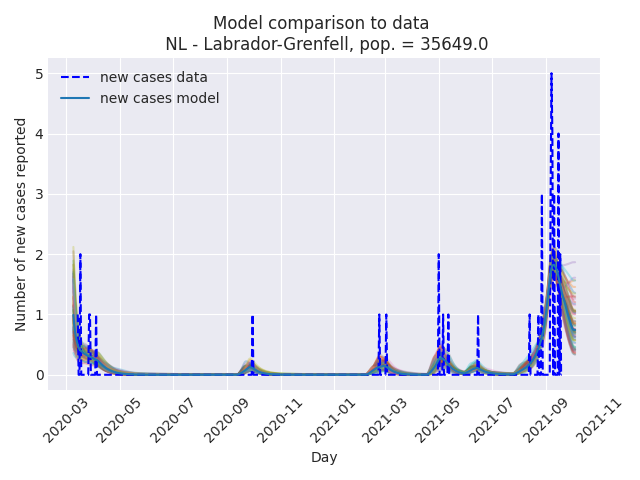 Model comparison to data
NL - Labrador-Grenfell, pop. = 35649.0
new cases data
new cases model
Number of new cases reported
5
4
3
2
1
0
2020-03
2020-05
2020-07
2020-09
2020-11
2021-01
2021-03
2021-05
2021-07
2021-09
2021-11
Day